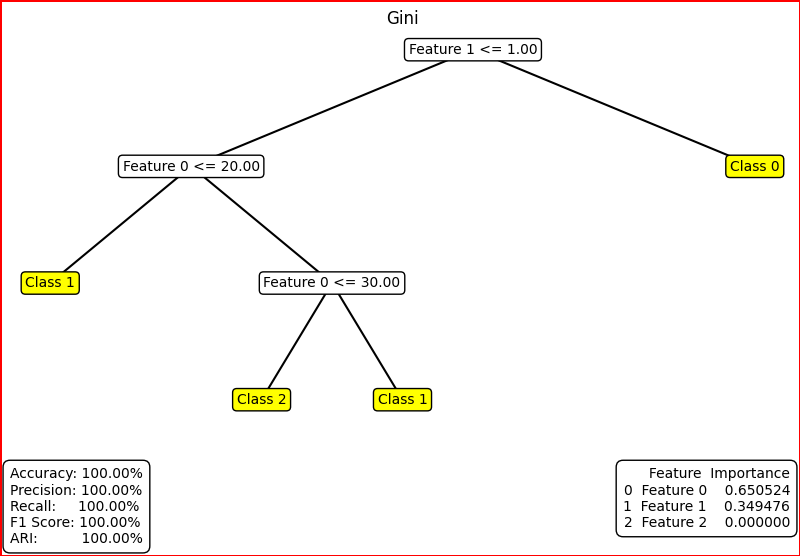 Gini
Feature 1 <= 1.00
Feature 0 <= 20.00
Class 0
Class 1
Feature 0 <= 30.00
Class 2
Class 1
Accuracy: 100.00%
Precision: 100.00%
Recall: 100.00%
F1 Score: 100.00%
ARI: 100.00%
Feature Importance
0 Feature 0 0.650524
1 Feature 1 0.349476
2 Feature 2 0.000000